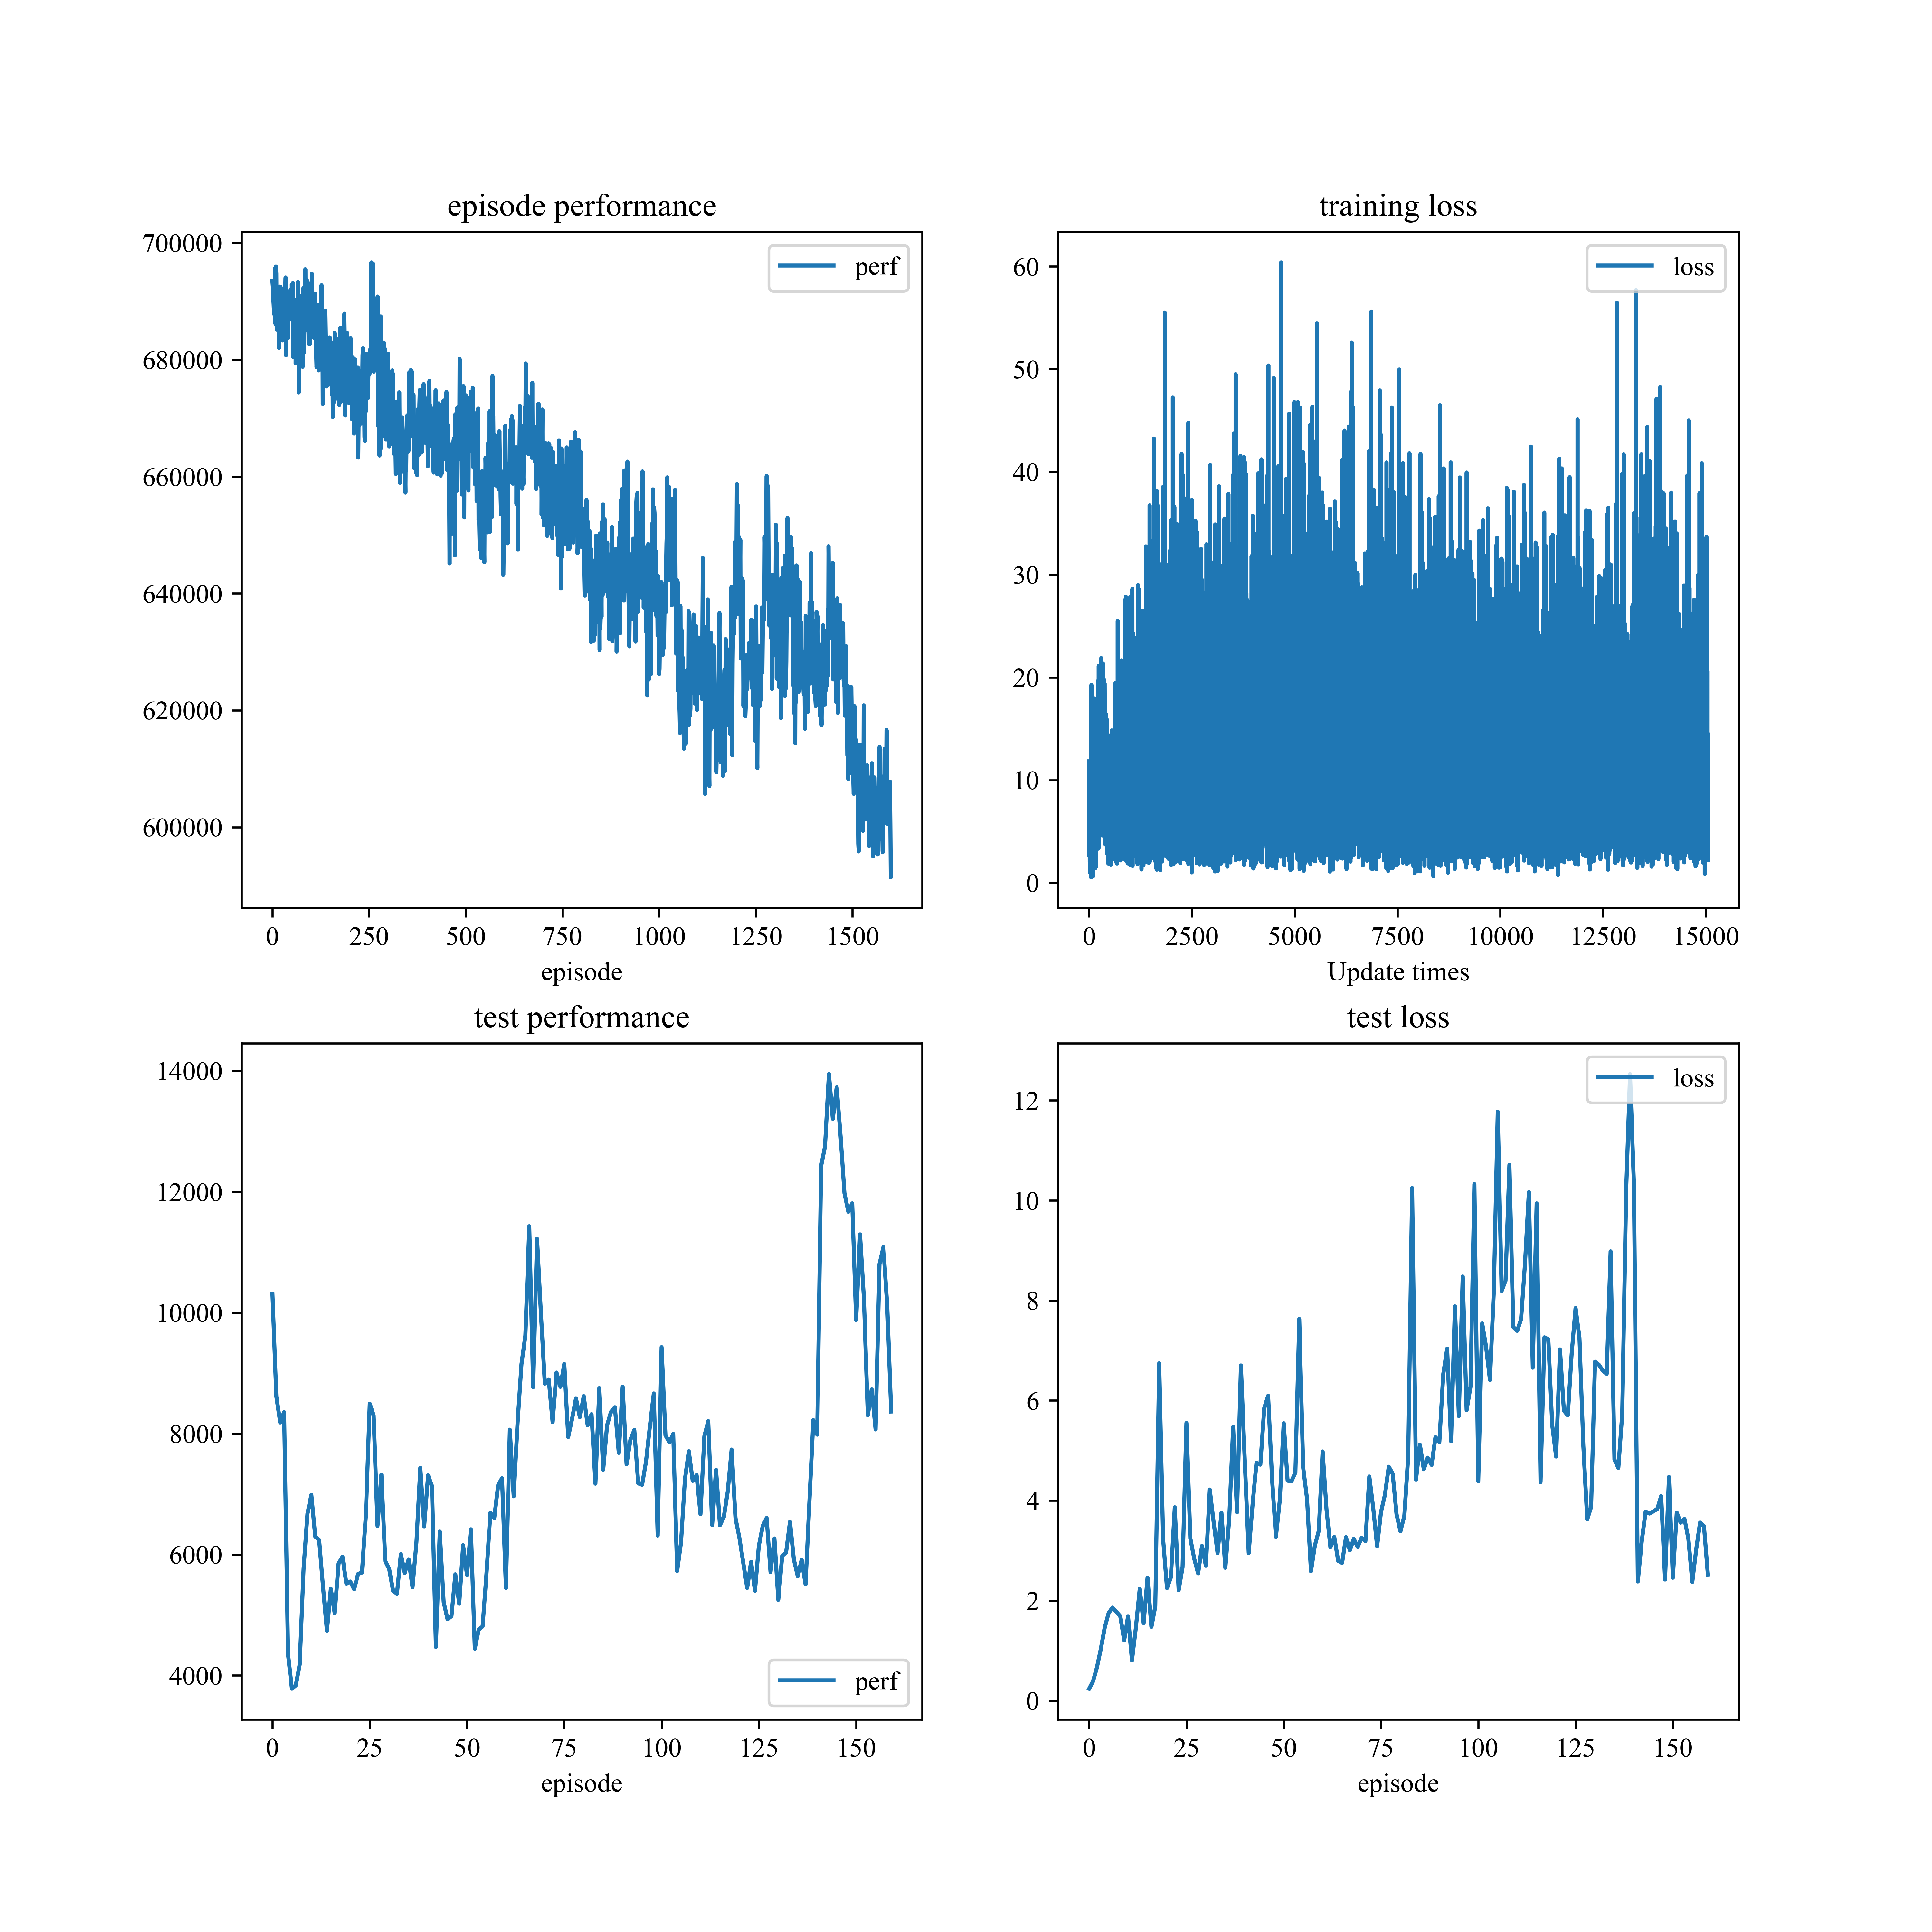 episode performance
700000
680000
660000
640000
620000
600000
perf
0 250 500 750 1000 1250 1500
episode
training loss
60
50
40
30
20
10
0
loss
0 2500 5000 7500 10000 12500 15000
Update times
test performance
14000
12000
10000
8000
6000
4000
perf
0 25 50 75 100 125 150
episode
test loss
12
10
8
6
4
2
0
loss
0 25 50 75 100 125 150
episode